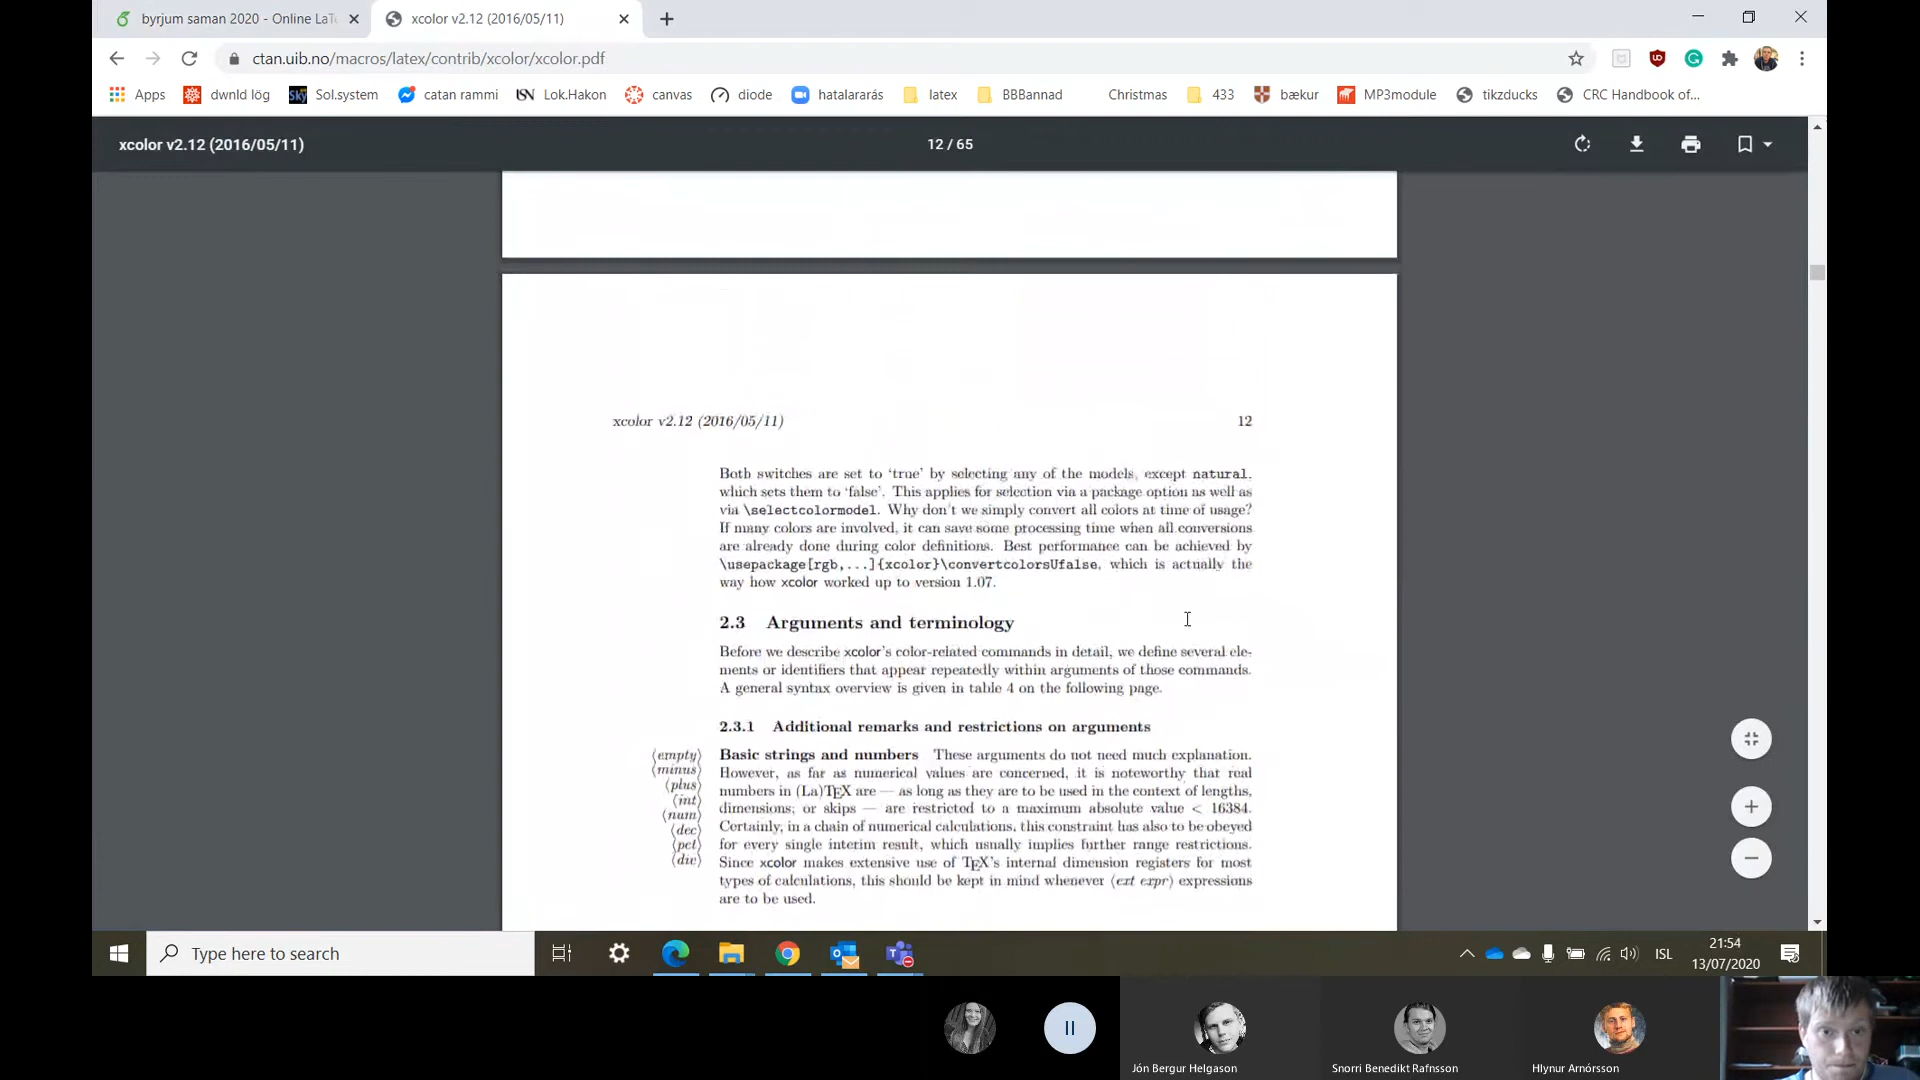 byrjum saman 2020 - Online LaTe
xcolor v2.12 (2016/05/11)
ctan.uib.no/macros/latex/contrib/xcolor/xcolor.pdf
Apps dwnld lög Sol.system catan rammi Lok.Hakon canvas diode hatalararás latex BBBannad Christmas 433 bækur MP3module tikzducks CRC Handbook of...
xcolor v2.12 (2016/05/11)
12 / 65
xcolor v2.12 (2016/05/11) 12
Both switches are set to ‘true’ by selecting any of the models, except natural,
which sets them to ‘false’. This applies for selection via a package option as well as
via \selectcolormodel. Why don’t we simply convert all colors at time of usage?
If many colors are involved, it can save some processing time when all conversions
are already done during color definitions. Best performance can be achieved by
\usepackage[rgb,...]{xcolor}\convertcolorsUfalse, which is actually the
way how xcolor worked up to version 1.07.
2.3 Arguments and terminology
Before we describe xcolor’s color-related commands in detail, we define several ele-
ments or identifiers that appear repeatedly within arguments of those commands.
A general syntax overview is given in table 4 on the following page.
2.3.1 Additional remarks and restrictions on arguments
⟨empty⟩
⟨minus⟩
⟨plus⟩
⟨int⟩
⟨num⟩
⟨dec⟩
⟨pct⟩
⟨div⟩
Basic strings and numbers These arguments do not need much explanation.
However, as far as numerical values are concerned, it is noteworthy that real
numbers in (La)TEX are — as long as they are to be used in the context of lengths,
dimensions, or skips — are restricted to a maximum absolute value < 16384.
Certainly, in a chain of numerical calculations, this constraint has also to be obeyed
for every single interim result, which usually implies further range restrictions.
Since xcolor makes extensive use of TEX’s internal dimension registers for most
types of calculations, this should be kept in mind whenever ⟨ext expr⟩ expressions
are to be used.
Type here to search
ISL
21:54
13/07/2020
Jón Bergur Helgason
Snorri Benedikt Rafnsson
Hlynur Arnórsson